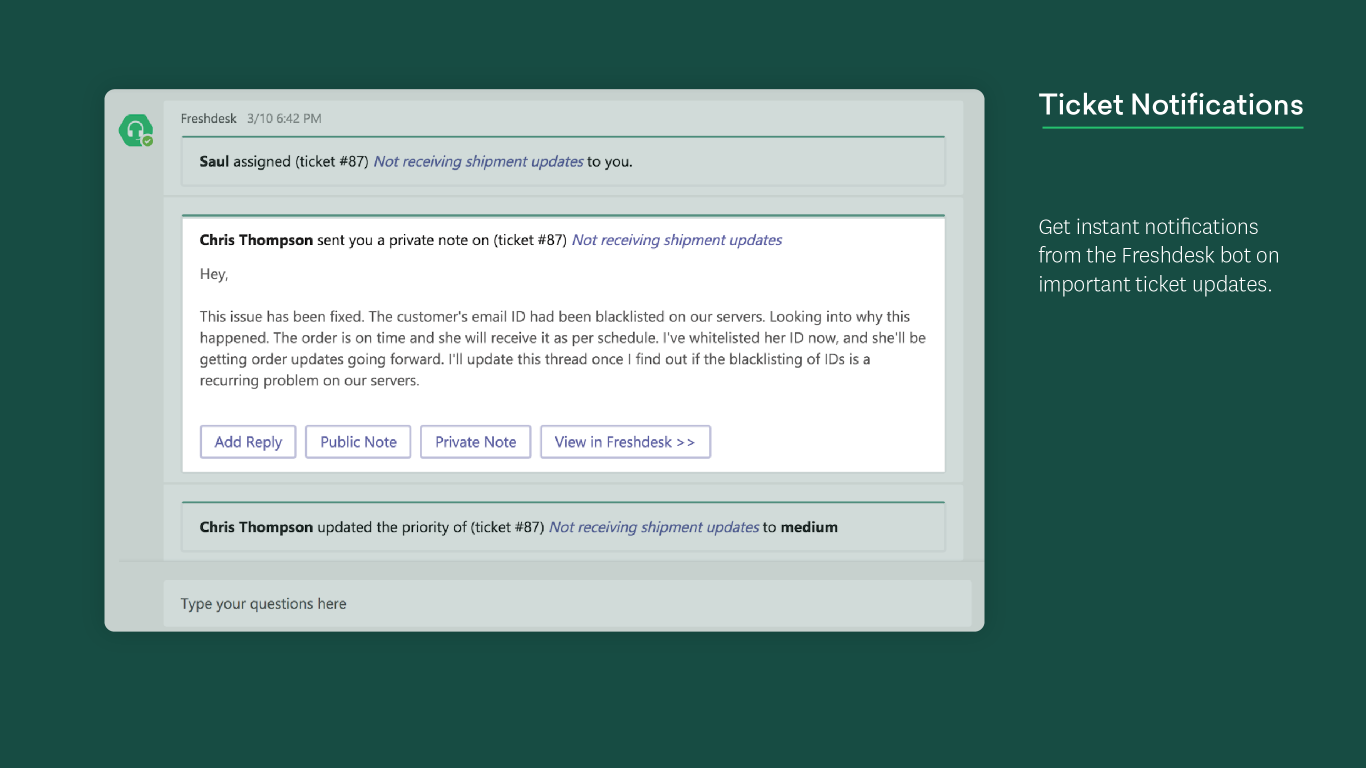 Ticket Notifications
Get instant notifications
from the Freshdesk bot on
important ticket updates.
Freshdesk 3/10 6:42 PM
Saul assigned (ticket #87) Not receiving shipment updates to you.
Chris Thompson sent you a private note on (ticket #87) Not receiving shipment updates
Hey,
This issue has been fixed. The customer's email ID had been blacklisted on our servers. Looking into why this
happened. The order is on time and she will receive it as per schedule. I've whitelisted her ID now, and she'll be
getting order updates going forward. I'll update this thread once I find out if the blacklisting of IDs is a
recurring problem on our servers.
Add Reply
Public Note
Private Note
View in Freshdesk >>
Chris Thompson updated the priority of (ticket #87) Not receiving shipment updates to medium
Type your questions here